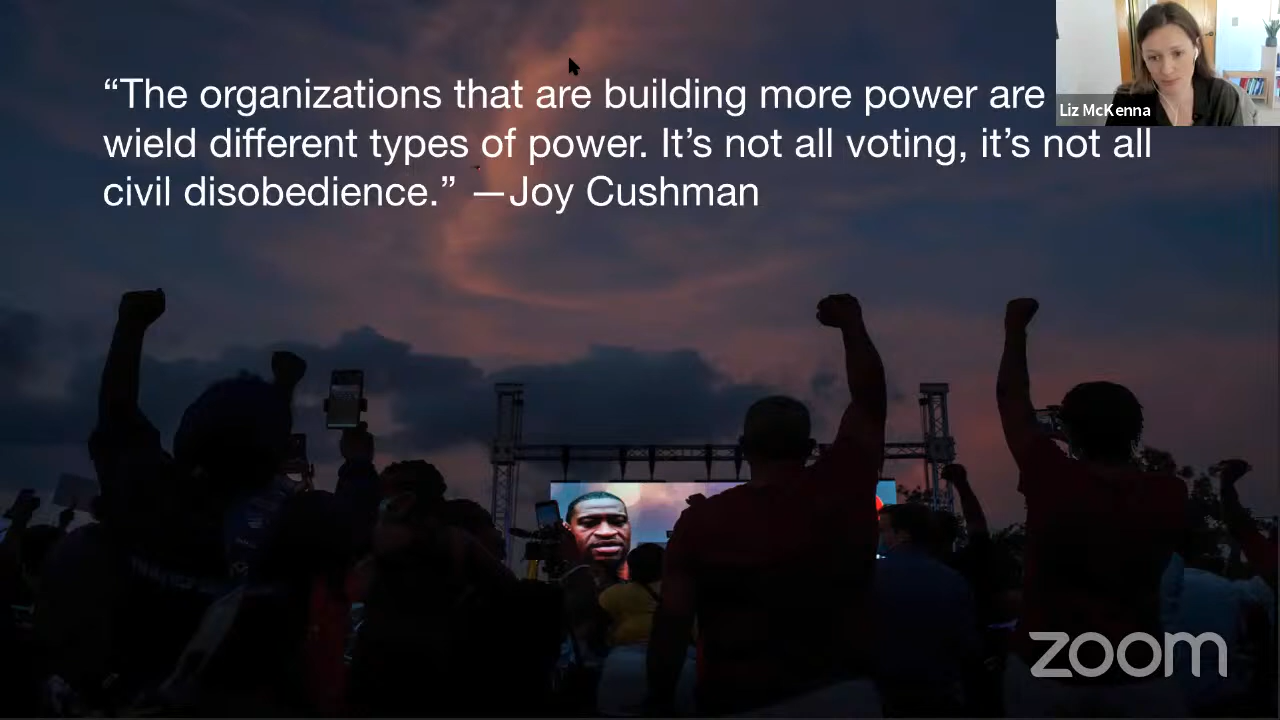 “The organizations that are building more power are
wield different types of power. It’s not all voting, it’s not all
civil disobedience.” —Joy Cushman
Liz McKenna
zoom